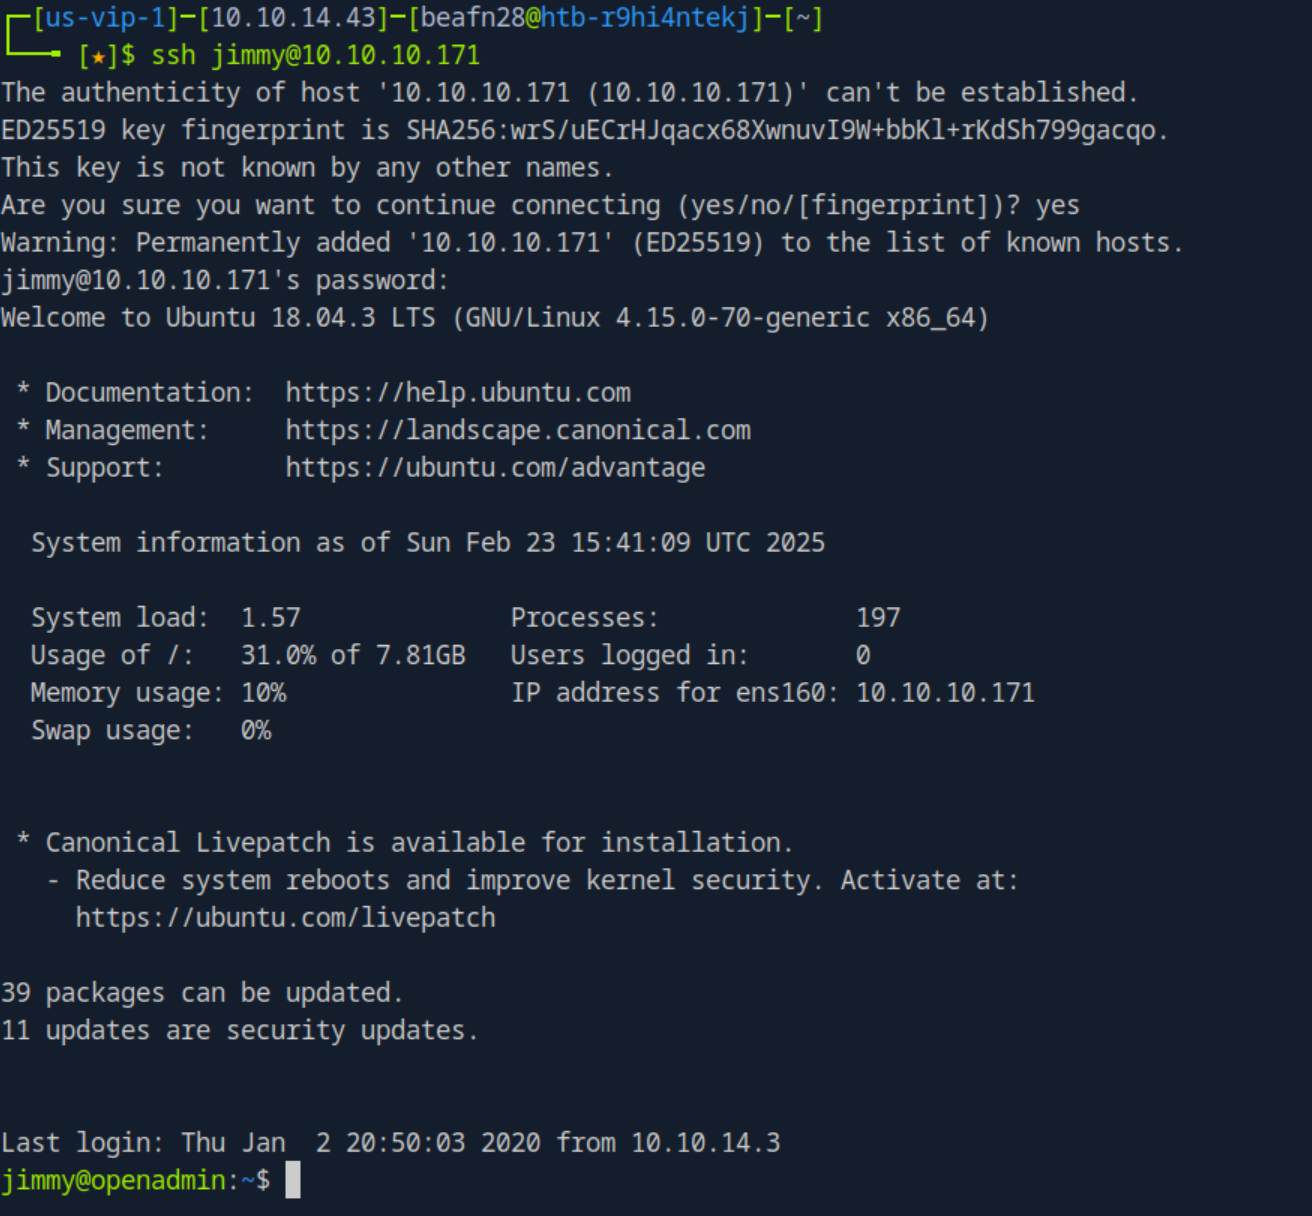 ┌─[us-vip-1]─[10.10.14.43]─[beafn28@htb-r9hi4ntekj]─[~]
└──╼ [★]$ ssh jimmy@10.10.10.171
The authenticity of host '10.10.10.171 (10.10.10.171)' can't be established.
ED25519 key fingerprint is SHA256:wrS/uECrHJqacx68XwnuvI9W+bbKl+rKdSh799gacqo.
This key is not known by any other names.
Are you sure you want to continue connecting (yes/no/[fingerprint])? yes
Warning: Permanently added '10.10.10.171' (ED25519) to the list of known hosts.
jimmy@10.10.10.171's password:
Welcome to Ubuntu 18.04.3 LTS (GNU/Linux 4.15.0-70-generic x86_64)
 * Documentation:  https://help.ubuntu.com
 * Management:     https://landscape.canonical.com
 * Support:        https://ubuntu.com/advantage
  System information as of Sun Feb 23 15:41:09 UTC 2025
  System load:  1.57              Processes:             197
  Usage of /:   31.0% of 7.81GB   Users logged in:       0
  Memory usage: 10%               IP address for ens160: 10.10.10.171
  Swap usage:   0%
 * Canonical Livepatch is available for installation.
   - Reduce system reboots and improve kernel security. Activate at:
     https://ubuntu.com/livepatch
39 packages can be updated.
11 updates are security updates.
Last login: Thu Jan  2 20:50:03 2020 from 10.10.14.3
jimmy@openadmin:~$